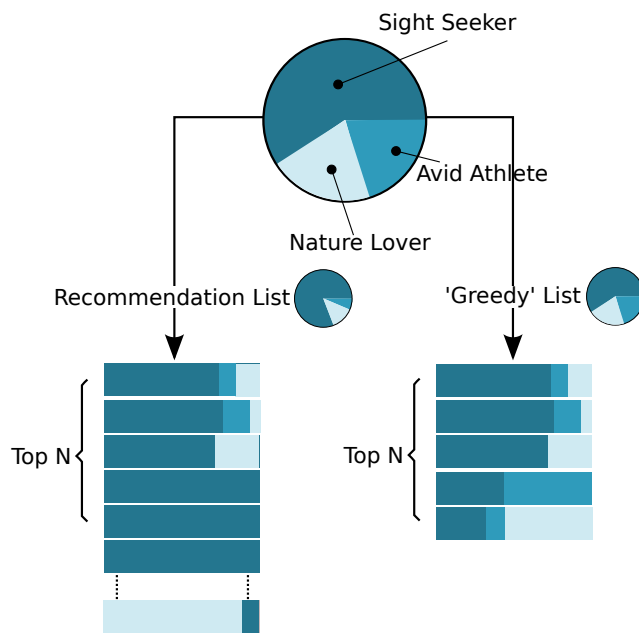 Sight Seeker
Avid Athlete
Nature Lover
Recommendation List
'Greedy' List
Top N
Top N